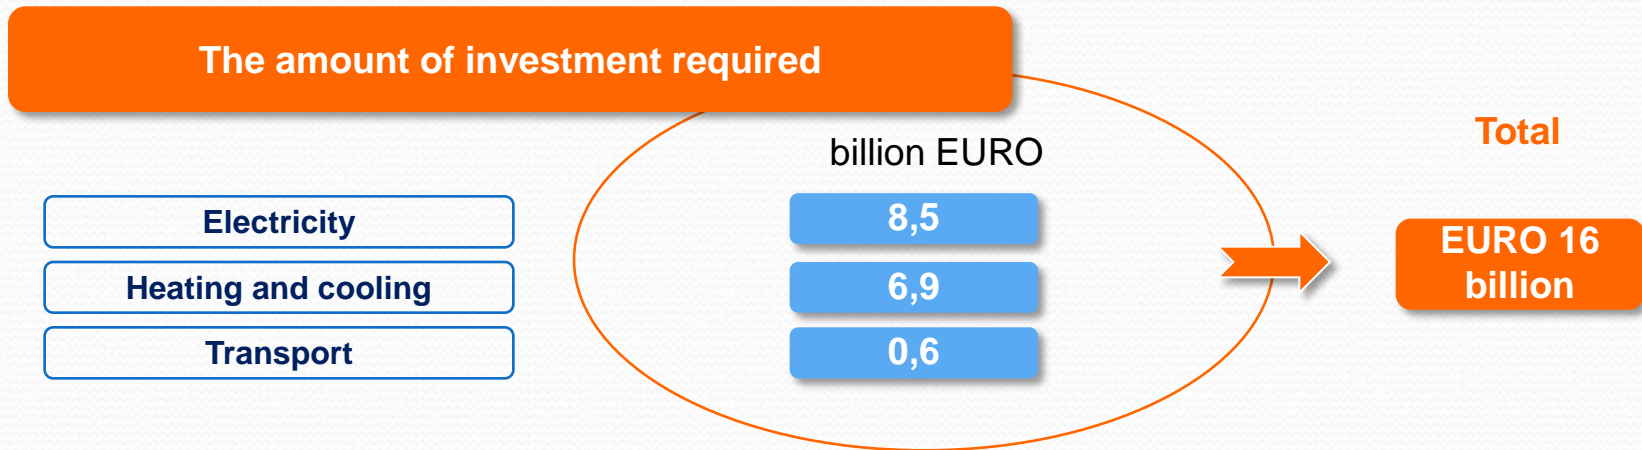 The amount of investment required
billion EURO
Total
Electricity
8,5
Heating and cooling
6,9
Transport
0,6
EURO 16
billion